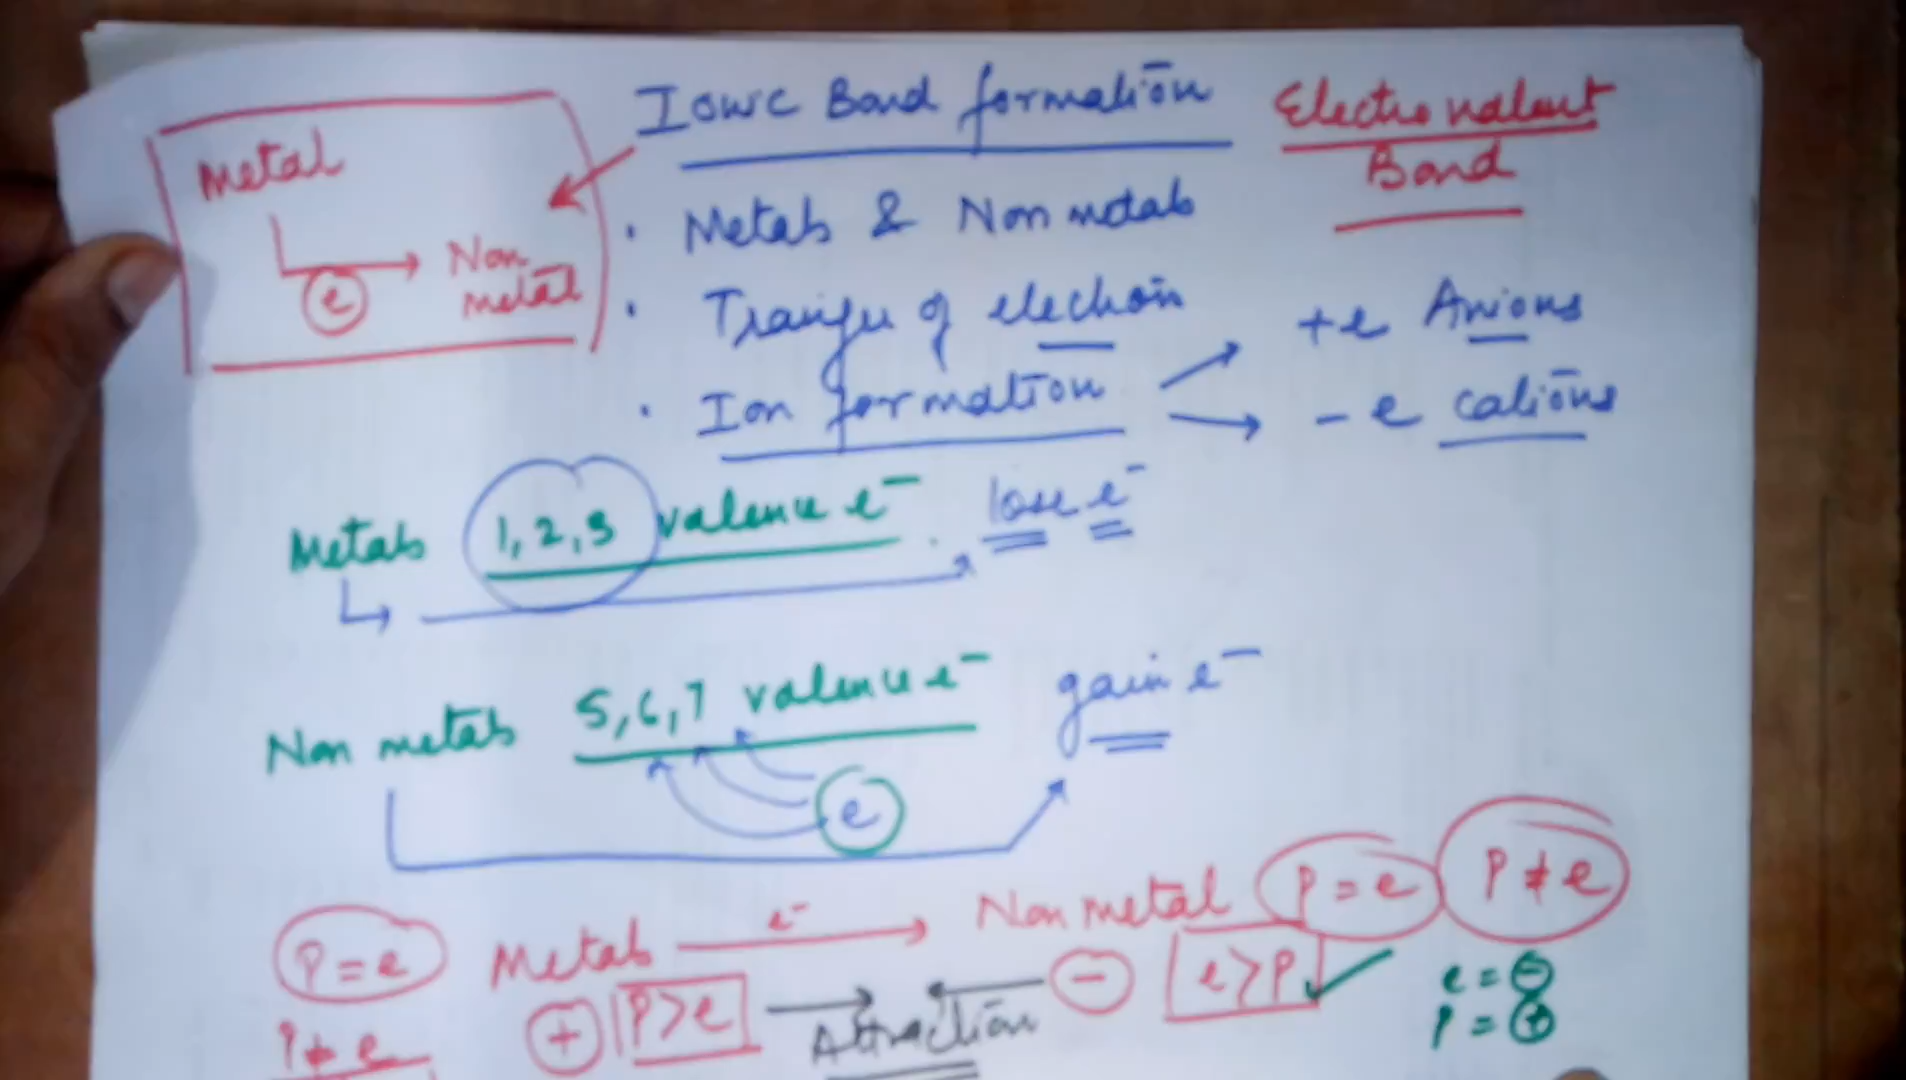 Ionic Bond formation
Electrovalent
Bond
Metal
Non
metal
e
• Metals & Non metals
• Transfer of electron
• Ion formation
+e Anions
- e cations
Metals 1, 2, 3 valence e⁻. lose e⁻
Non metals 5, 6, 7 valence e⁻ gain e⁻
e
P = e
Metals e⁻ Non metal P = e P ≠ e
P ≠ e
+ P > e Attraction - e > P
e = -
P = +